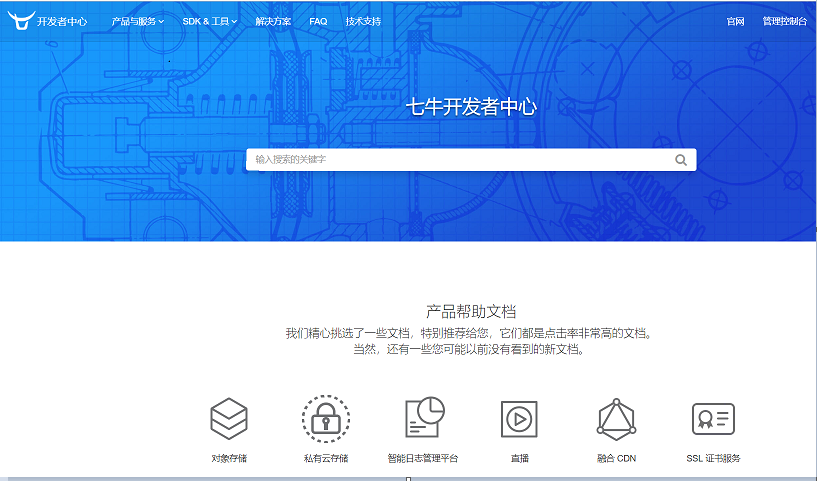 开发者中心 产品与服务 SDK & 工具 解决方案 FAQ 技术支持 官网 管理控制台
七牛开发者中心
输入搜索的关键字
产品帮助文档
我们精心挑选了一些文档，特别推荐给您，它们都是点击率非常高的文档。
当然，还有一些您可能以前没有看到的新文档。
对象存储 私有云存储 智能日志管理平台 直播 融合 CDN SSL 证书服务